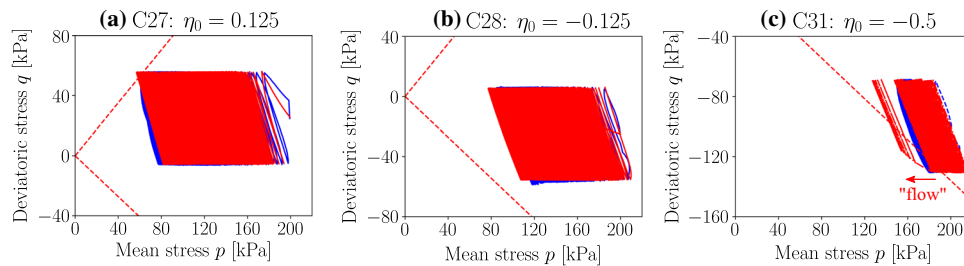 (a) C27: η₀ = 0.125
80
40
0
−40
0 40 80 120 160 200
Deviatoric stress q [kPa]
Mean stress p [kPa]
(b) C28: η₀ = −0.125
40
0
−40
−80
0 40 80 120 160 200
Deviatoric stress q [kPa]
Mean stress p [kPa]
(c) C31: η₀ = −0.5
−40
−80
−120
−160
0 40 80 120 160 200
Deviatoric stress q [kPa]
Mean stress p [kPa]
"flow"